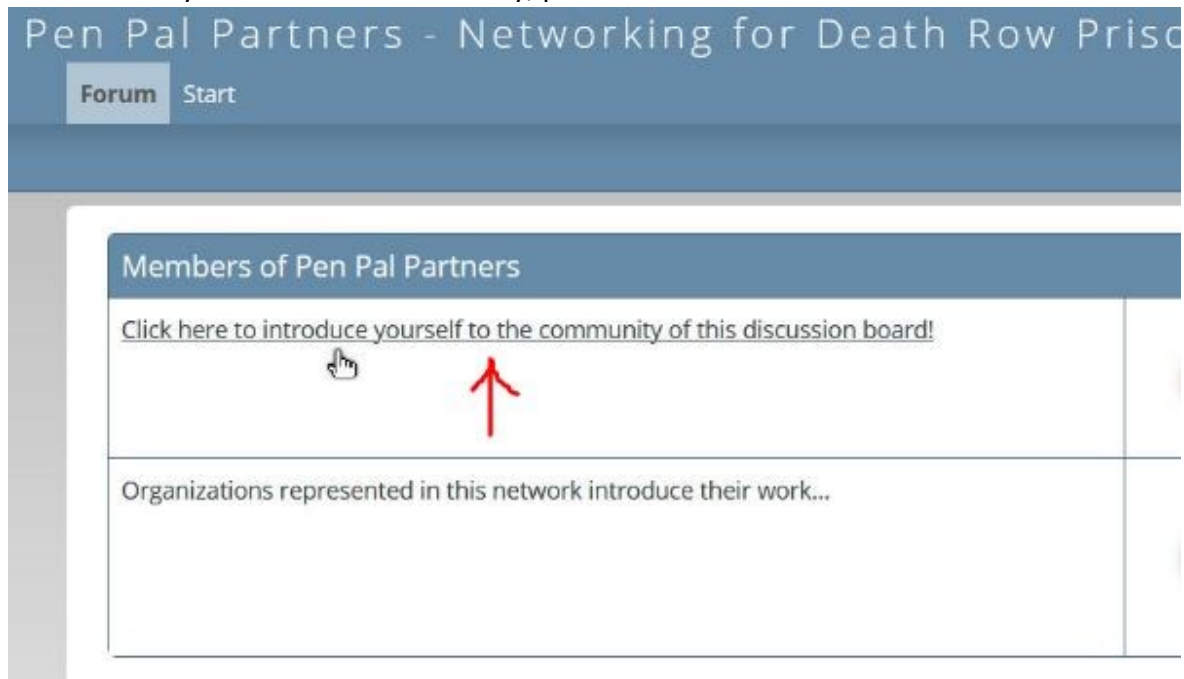 Pen Pal Partners - Networking for Death Row
Forum Start
Members of Pen Pal Partners
Click here to introduce yourself to the community of this discussion board!
Organizations represented in this network introduce their work...